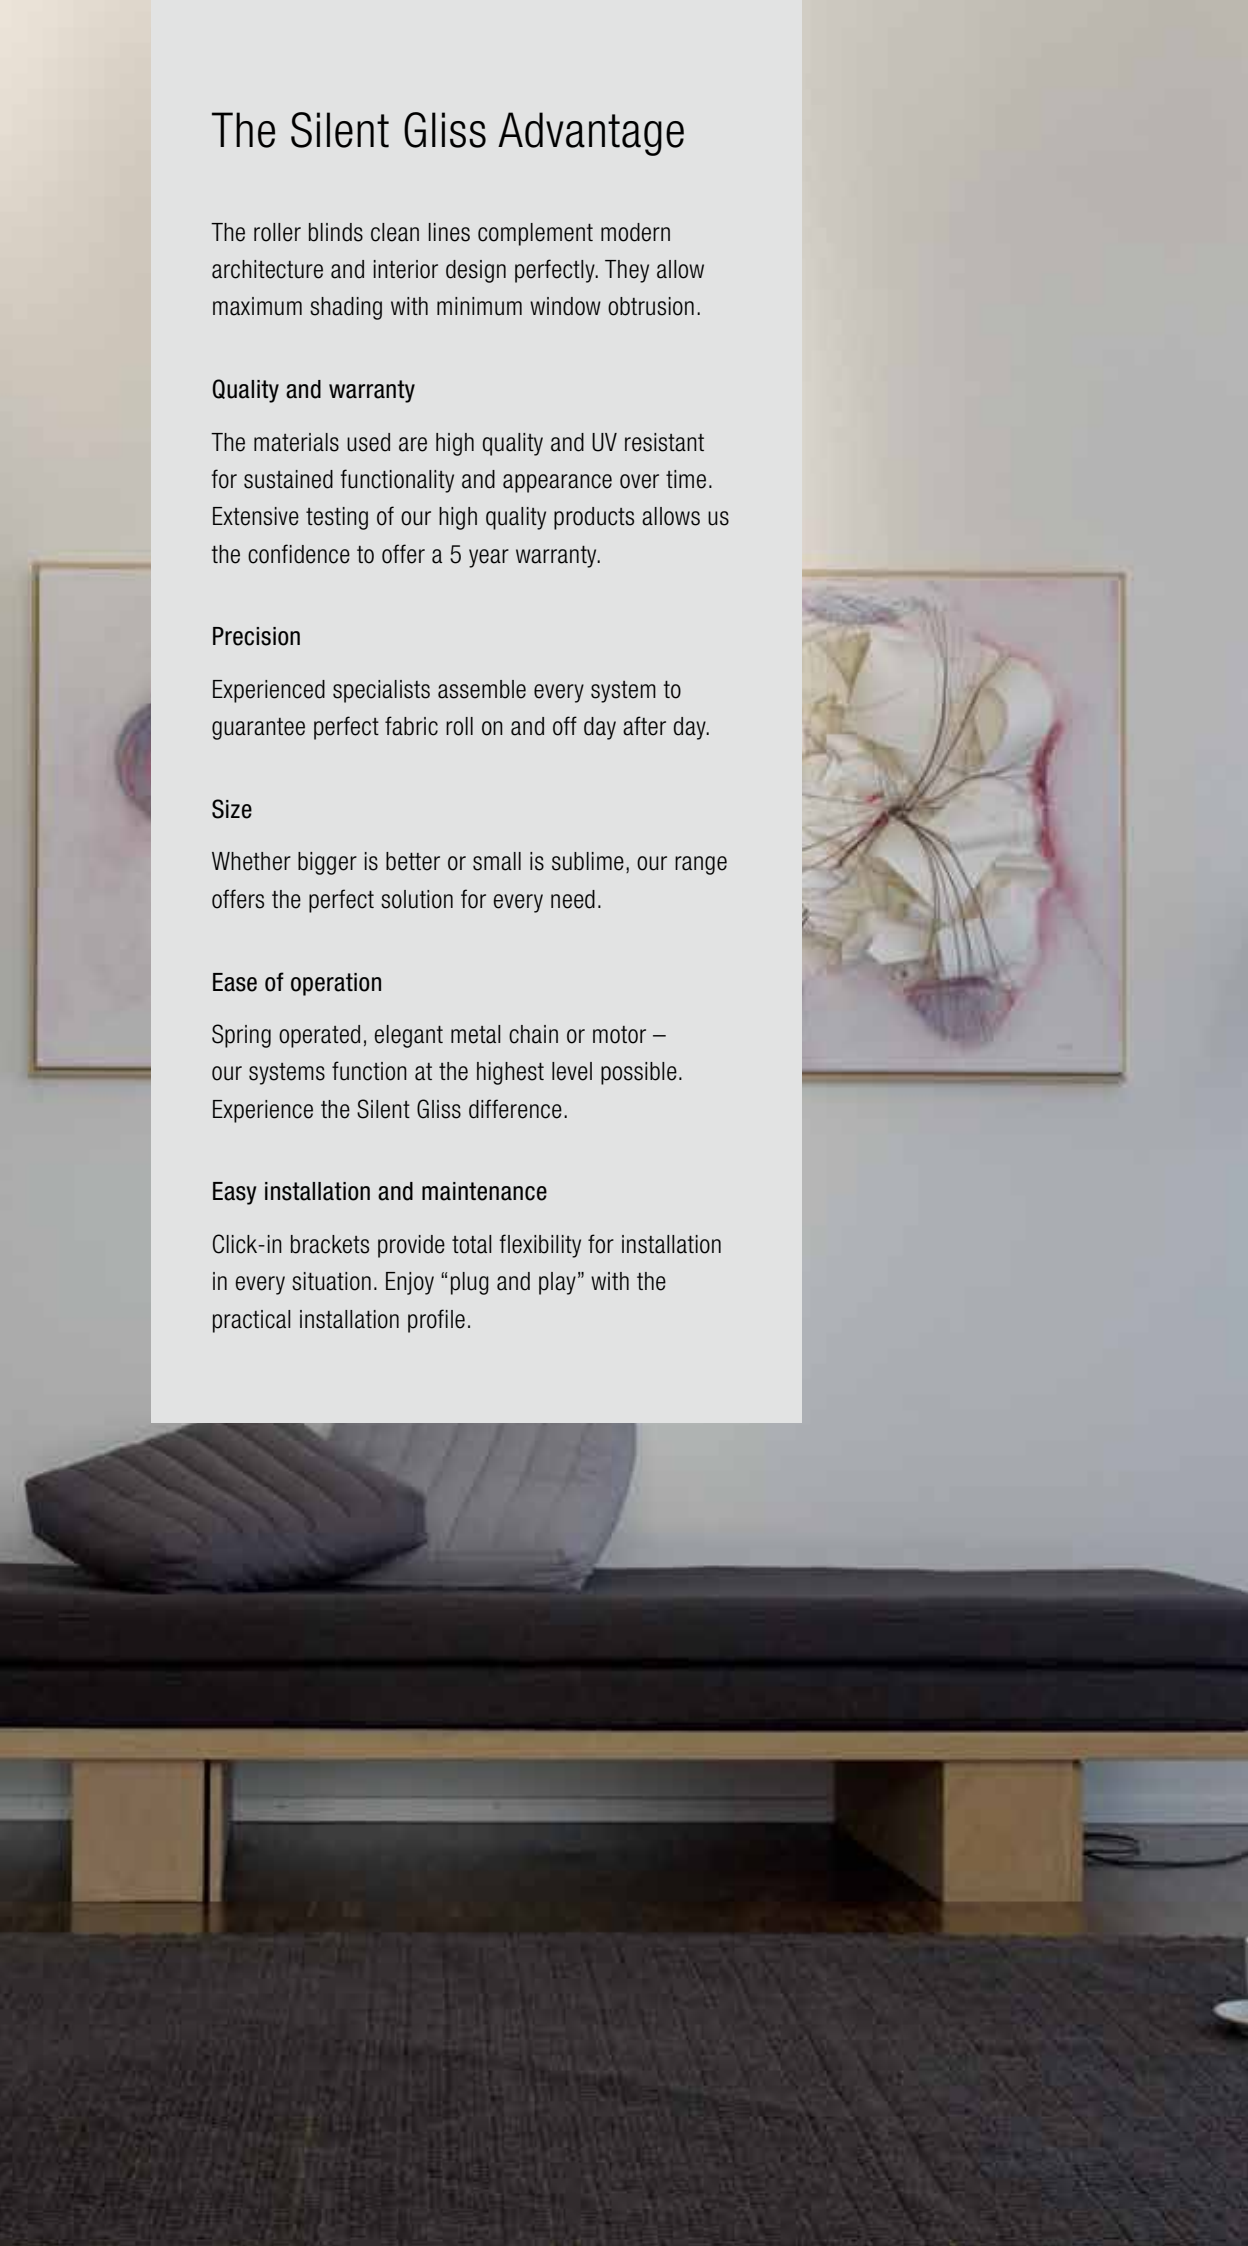 The Silent Gliss Advantage
The roller blinds clean lines complement modern
architecture and interior design perfectly. They allow
maximum shading with minimum window obtrusion.
Quality and warranty
The materials used are high quality and UV resistant
for sustained functionality and appearance over time.
Extensive testing of our high quality products allows us
the confidence to offer a 5 year warranty.
Precision
Experienced specialists assemble every system to
guarantee perfect fabric roll on and off day after day.
Size
Whether bigger is better or small is sublime, our range
offers the perfect solution for every need.
Ease of operation
Spring operated, elegant metal chain or motor –
our systems function at the highest level possible.
Experience the Silent Gliss difference.
Easy installation and maintenance
Click-in brackets provide total flexibility for installation
in every situation. Enjoy “plug and play” with the
practical installation profile.